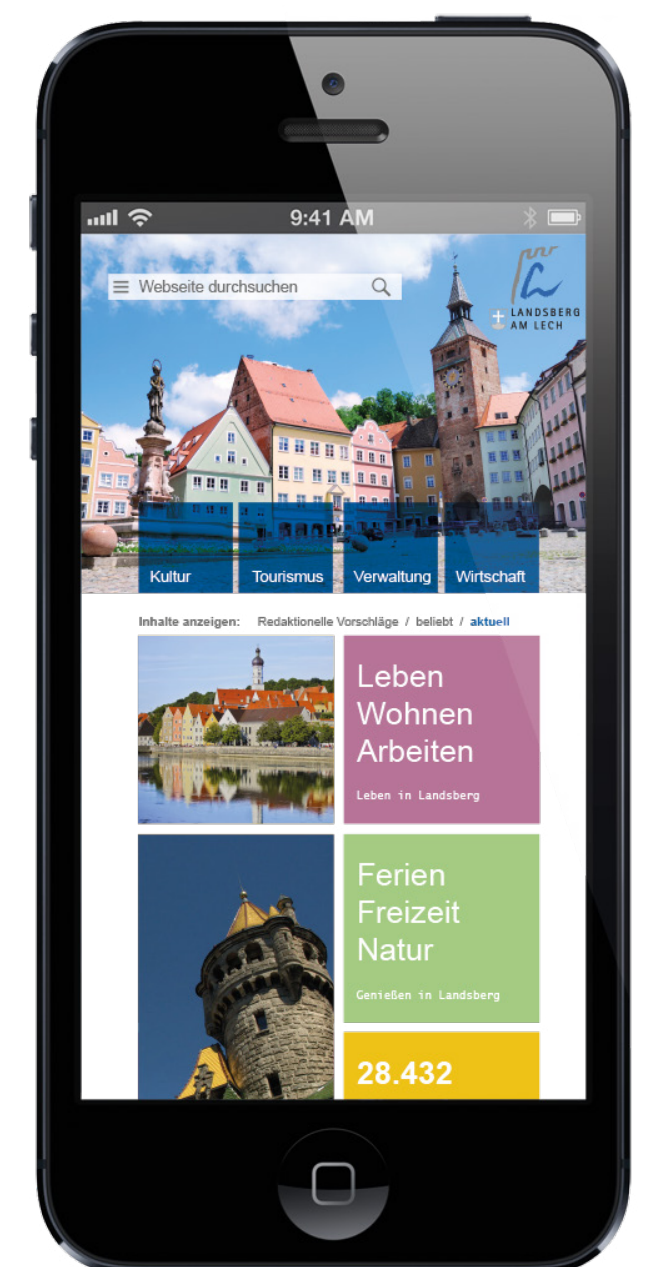 9:41 AM
Webseite durchsuchen
LANDSBERG
AM LECH
Kultur
Tourismus
Verwaltung
Wirtschaft
Inhalte anzeigen: Redaktionelle Vorschläge / beliebt / aktuell
Leben
Wohnen
Arbeiten
Leben in Landsberg
Ferien
Freizeit
Natur
Genießen in Landsberg
28.432